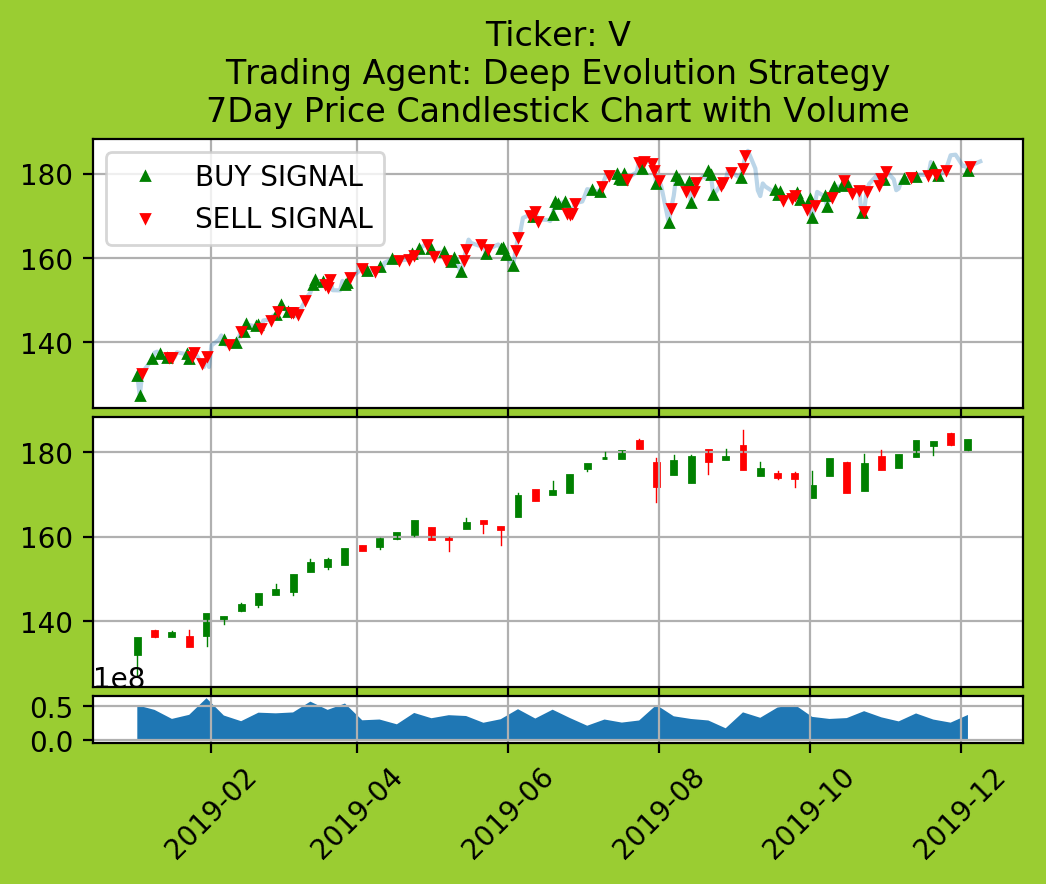 Ticker: V
Trading Agent: Deep Evolution Strategy
7Day Price Candlestick Chart with Volume
BUY SIGNAL
SELL SIGNAL
180
160
140
180
160
140
1e8
0.5
0.0
2019-02
2019-04
2019-06
2019-08
2019-10
2019-12